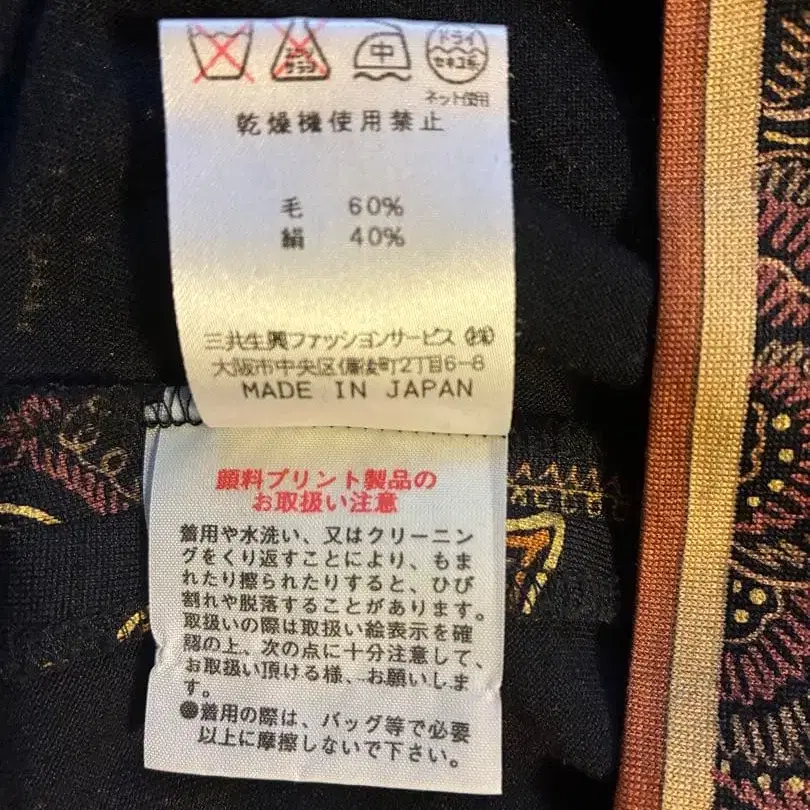 エンソ
サラシ
中
ドライ
セキユ系
ネット使用
乾燥機使用禁止
毛 60%
絹 40%
三共生興ファッションサービス㈱
大阪市中央区備後町2丁目6-8
MADE IN JAPAN
顔料プリント製品の
お取扱い注意
着用や水洗い、又はクリーニン
グをくり返すことにより、もま
れたり擦られたりすると、ひび
割れや脱落することがあります。
取扱いの際は取扱い絵表示を確
認の上、次の点に十分注意して、
お取扱い頂ける様、お願いしま
す。
●着用の際は、バッグ等で必要
以上に摩擦しないで下さい。